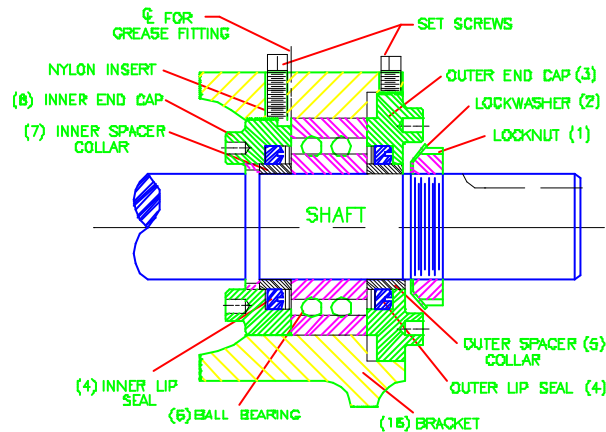 ℄ FOR
GREASE FITTING
SET SCREWS
NYLON INSERT
(8) INNER END CAP
(7) INNER SPACER
COLLAR
OUTER END CAP (3)
LOCKWASHER (2)
LOCKNUT (1)
SHAFT
(4) INNER LIP
SEAL
(6) BALL BEARING
OUTER SPACER (5)
COLLAR
OUTER LIP SEAL (4)
(16) BRACKET